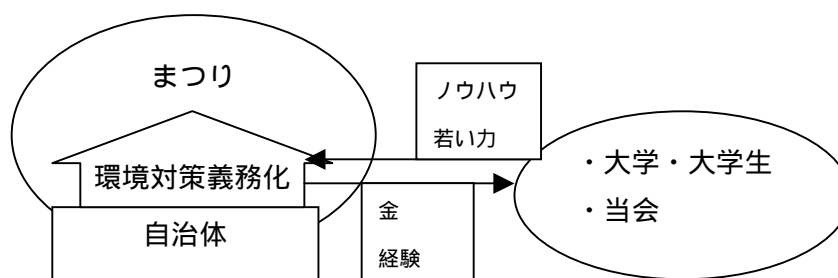 まつり
環境対策義務化
自治体
ノウハウ
若い力
金
経験
・大学・大学生
・当会